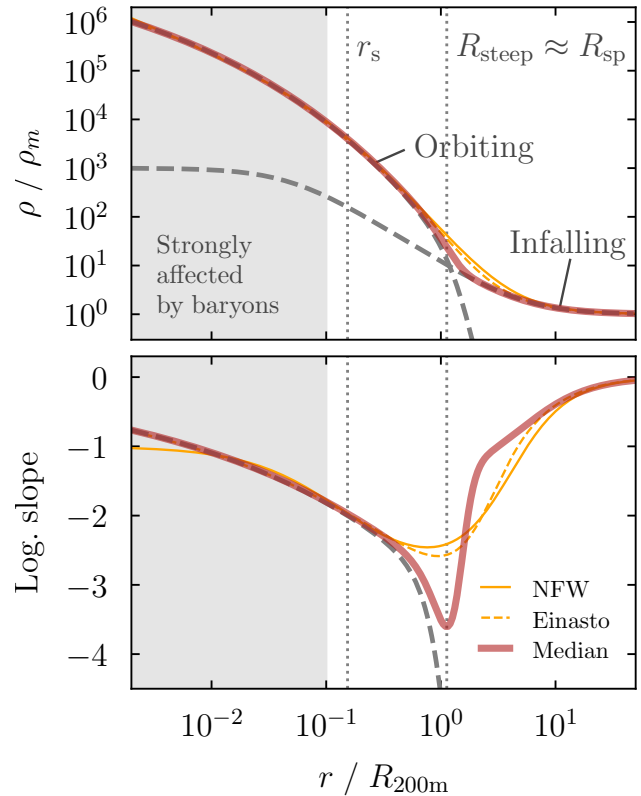 10^6
10^5
10^4
10^3
10^2
10^1
10^0
ρ / ρ_m
r_s
R_steep ≈ R_sp
Orbiting
Infalling
Strongly
affected
by baryons
0
−1
−2
−3
−4
Log. slope
NFW
Einasto
Median
10^−2
10^−1
10^0
10^1
r / R_200m